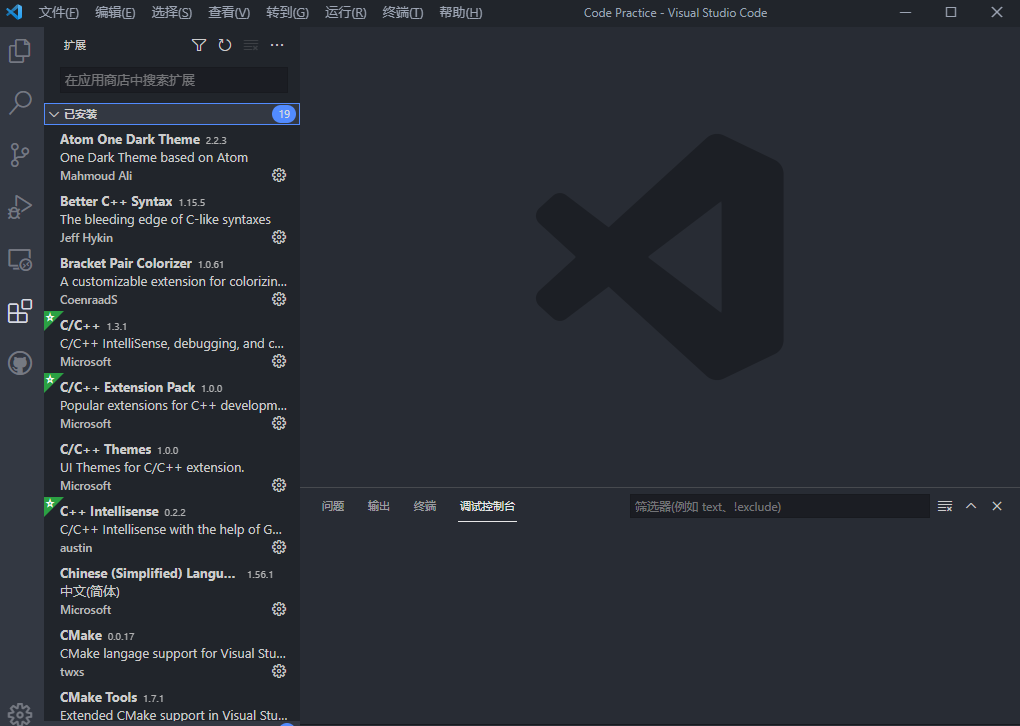 文件(F) 编辑(E) 选择(S) 查看(V) 转到(G) 运行(R) 终端(T) 帮助(H) Code Practice - Visual Studio Code
扩展
在应用商店中搜索扩展
已安装 19
Atom One Dark Theme 2.2.3
One Dark Theme based on Atom
Mahmoud Ali
Better C++ Syntax 1.15.5
The bleeding edge of C-like syntaxes
Jeff Hykin
Bracket Pair Colorizer 1.0.61
A customizable extension for colorizin...
CoenraadS
C/C++ 1.3.1
C/C++ IntelliSense, debugging, and c...
Microsoft
C/C++ Extension Pack 1.0.0
Popular extensions for C++ developm...
Microsoft
C/C++ Themes 1.0.0
UI Themes for C/C++ extension.
Microsoft
C++ Intellisense 0.2.2
C/C++ Intellisense with the help of G...
austin
Chinese (Simplified) Langu... 1.56.1
中文(简体)
Microsoft
CMake 0.0.17
CMake langage support for Visual Stu...
twxs
CMake Tools 1.7.1
Extended CMake support in Visual Stu...
问题 输出 终端 调试控制台 筛选器(例如 text、!exclude)